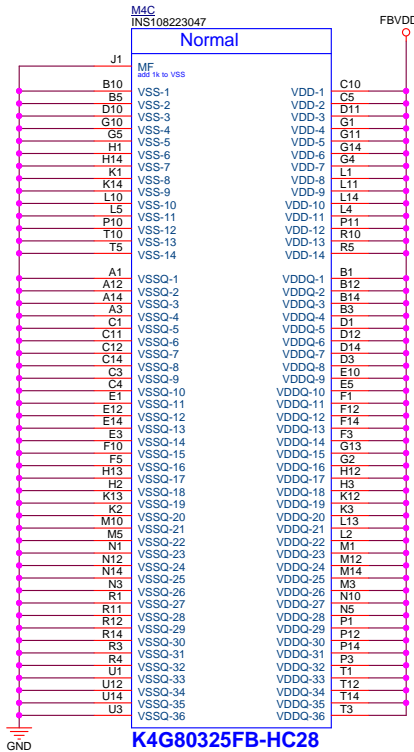 M4C
INS108223047
FBVDD
Normal
J1 MF
add 1k to VSS
B10 VSS-1 VDD-1 C10
B5 VSS-2 VDD-2 C5
D10 VSS-3 VDD-3 D11
G10 VSS-4 VDD-4 G1
G5 VSS-5 VDD-5 G11
H1 VSS-6 VDD-6 G14
H14 VSS-7 VDD-7 G4
K1 VSS-8 VDD-8 L1
K14 VSS-9 VDD-9 L11
L10 VSS-10 VDD-10 L14
L5 VSS-11 VDD-11 L4
P10 VSS-12 VDD-12 P11
T10 VSS-13 VDD-13 R10
T5 VSS-14 VDD-14 R5
A1 VSSQ-1 VDDQ-1 B1
A12 VSSQ-2 VDDQ-2 B12
A14 VSSQ-3 VDDQ-3 B14
A3 VSSQ-4 VDDQ-4 B3
C1 VSSQ-5 VDDQ-5 D1
C11 VSSQ-6 VDDQ-6 D12
C12 VSSQ-7 VDDQ-7 D14
C14 VSSQ-8 VDDQ-8 D3
C3 VSSQ-9 VDDQ-9 E10
C4 VSSQ-10 VDDQ-10 E5
E1 VSSQ-11 VDDQ-11 F1
E12 VSSQ-12 VDDQ-12 F12
E14 VSSQ-13 VDDQ-13 F14
E3 VSSQ-14 VDDQ-14 F3
F10 VSSQ-15 VDDQ-15 G13
F5 VSSQ-16 VDDQ-16 G2
H13 VSSQ-17 VDDQ-17 H12
H2 VSSQ-18 VDDQ-18 H3
K13 VSSQ-19 VDDQ-19 K12
K2 VSSQ-20 VDDQ-20 K3
M10 VSSQ-21 VDDQ-21 L13
M5 VSSQ-22 VDDQ-22 L2
N1 VSSQ-23 VDDQ-23 M1
N12 VSSQ-24 VDDQ-24 M12
N14 VSSQ-25 VDDQ-25 M14
N3 VSSQ-26 VDDQ-26 M3
R1 VSSQ-27 VDDQ-27 N10
R11 VSSQ-28 VDDQ-28 N5
R12 VSSQ-29 VDDQ-29 P1
R14 VSSQ-30 VDDQ-30 P12
R3 VSSQ-31 VDDQ-31 P14
R4 VSSQ-32 VDDQ-32 P3
U1 VSSQ-33 VDDQ-33 T1
U12 VSSQ-34 VDDQ-34 T12
U14 VSSQ-35 VDDQ-35 T14
U3 VSSQ-36 VDDQ-36 T3
GND
K4G80325FB-HC28